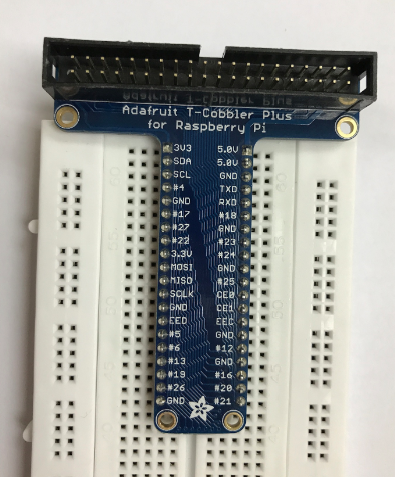 Adafruit T-Cobbler Plus
for Raspberry Pi
3V3 5.0V
SDA 5.0V
SCL GND
#4 TXD
GND RXD
#17 #18
#27 GND
#22 #23
3.3V #24
MOSI GND
MISO #25
SCLK CE0
GND CE1
EED EEC
#5 GND
#6 #12
#13 GND
#19 #16
#26 #20
GND #21